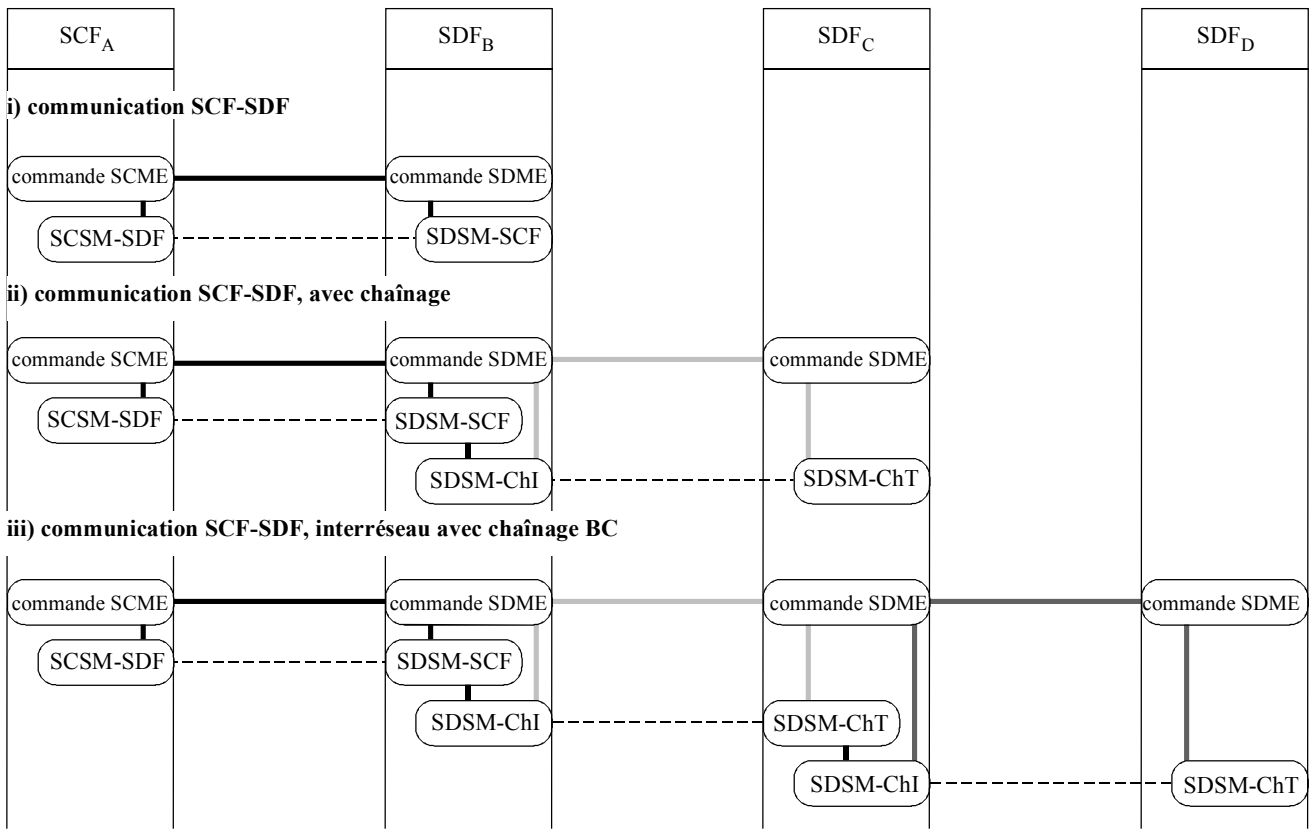 SCF_A SDF_B SDF_C SDF_D
i) communication SCF-SDF
commande SCME commande SDME
SCSM-SDF SDSM-SCF
ii) communication SCF-SDF, avec chaînage
commande SCME commande SDME commande SDME
SCSM-SDF SDSM-SCF
SDSM-ChI SDSM-ChT
iii) communication SCF-SDF, interréseau avec chaînage BC
commande SCME commande SDME commande SDME commande SDME
SCSM-SDF SDSM-SCF
SDSM-ChI SDSM-ChT
SDSM-ChI SDSM-ChT